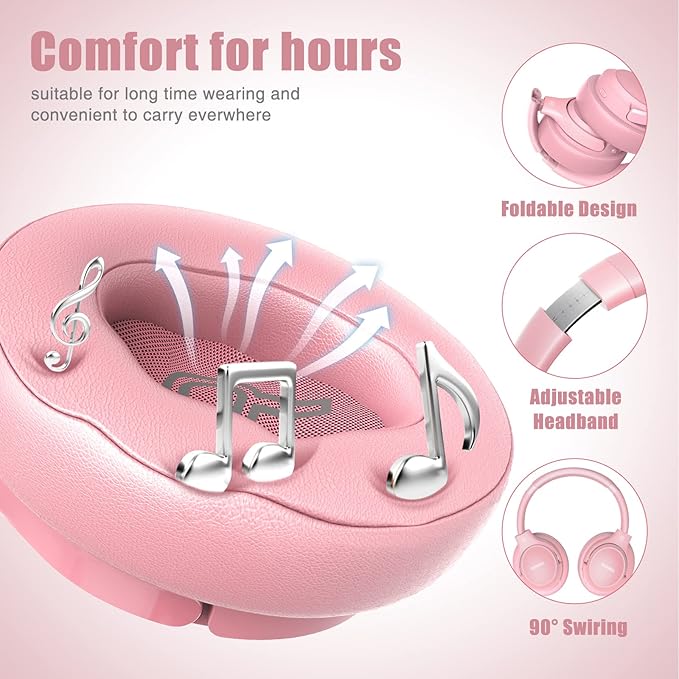 Comfort for hours
suitable for long time wearing and
convenient to carry everwhere
Foldable Design
Adjustable
Headband
90° Swiring